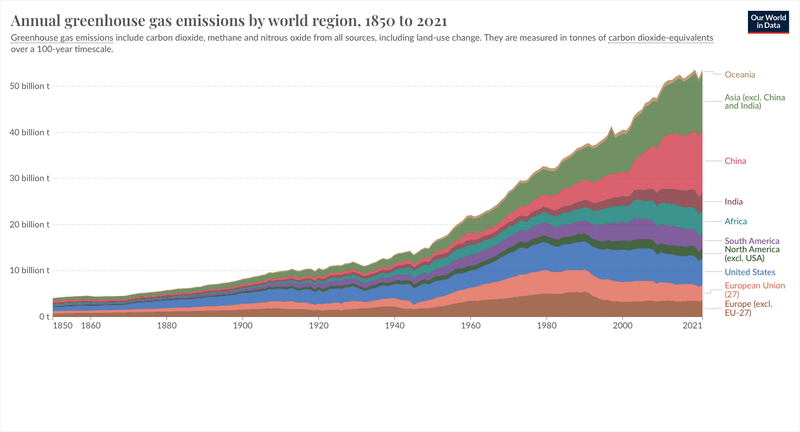 Annual greenhouse gas emissions by world region, 1850 to 2021
Our World
in Data
Greenhouse gas emissions include carbon dioxide, methane and nitrous oxide from all sources, including land-use change. They are measured in tonnes of carbon dioxide-equivalents
over a 100-year timescale.
50 billion t
40 billion t
30 billion t
20 billion t
10 billion t
0 t
1850
1860
1880
1900
1920
1940
1960
1980
2000
2021
Oceania
Asia (excl. China
and India)
China
India
Africa
South America
North America
(excl. USA)
United States
European Union
(27)
Europe (excl.
EU-27)